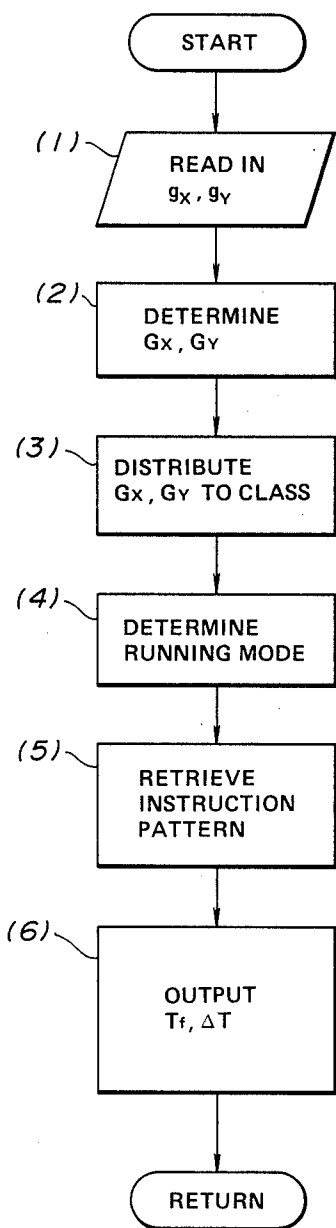 START
(1)
READ IN
gX, gY
(2)
DETERMINE
GX, GY
(3)
DISTRIBUTE
GX, GY TO CLASS
(4)
DETERMINE
RUNNING MODE
(5)
RETRIEVE
INSTRUCTION
PATTERN
(6)
OUTPUT
Tf, ΔT
RETURN